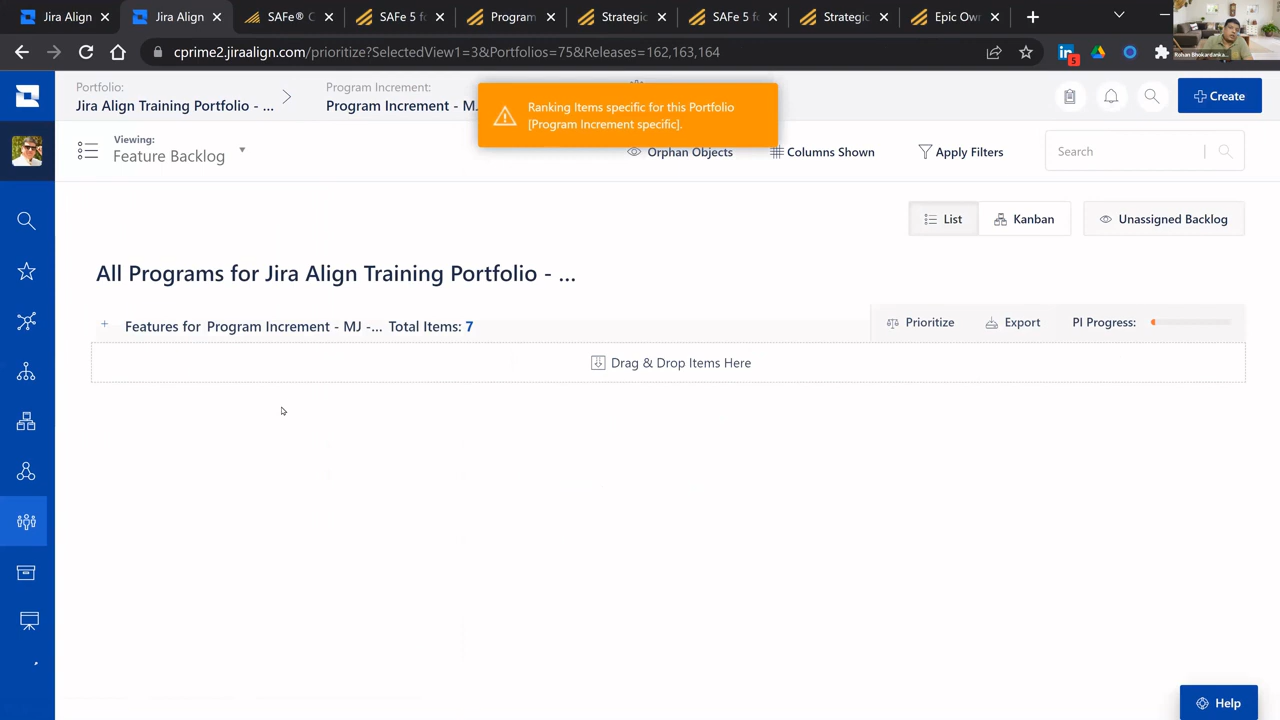 Jira Align
Jira Align
SAFe® C
SAFe 5 f
Program
Strategic
SAFe 5 f
Strategic
Epic Own
cprime2.jiraalign.com/prioritize?SelectedView1=3&Portfolios=75&Releases=162,163,164
5
Rohan Bhokardanka...
Portfolio:
Jira Align Training Portfolio - ...
Program Increment:
Program Increment - MJ
Ranking Items specific for this Portfolio
[Program Increment specific].
Create
Viewing:
Feature Backlog
Orphan Objects
Columns Shown
Apply Filters
Search
List
Kanban
Unassigned Backlog
All Programs for Jira Align Training Portfolio - ...
Features for Program Increment - MJ -... Total Items: 7
Prioritize
Export
PI Progress:
Drag & Drop Items Here
Help